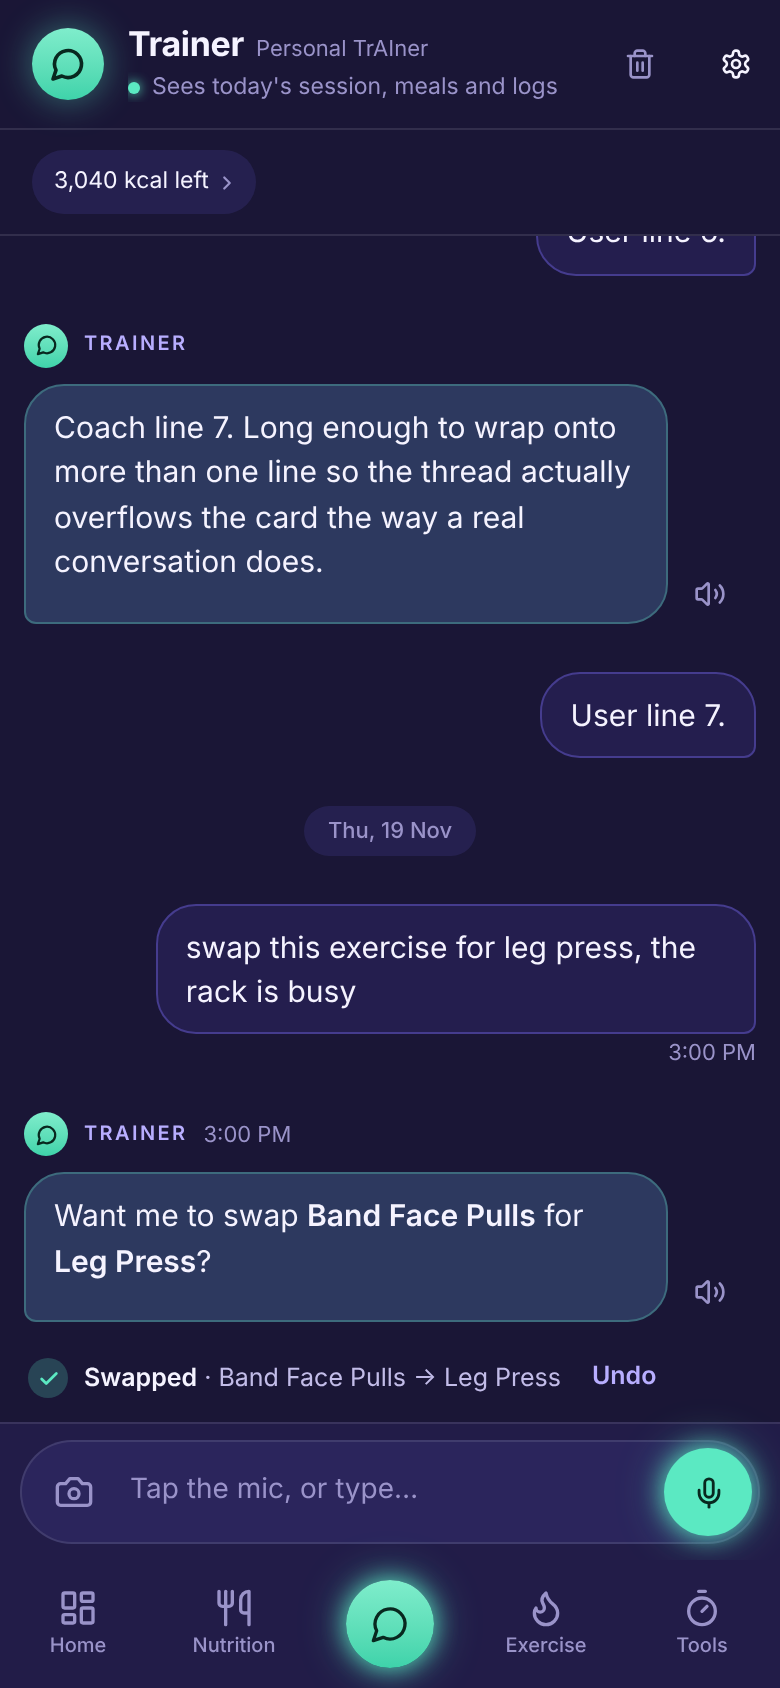 Trainer Personal TrAIner
Sees today's session, meals and logs
3,040 kcal left
User line 6.
TRAINER
Coach line 7. Long enough to wrap onto
more than one line so the thread actually
overflows the card the way a real
conversation does.
User line 7.
Thu, 19 Nov
swap this exercise for leg press, the
rack is busy
3:00 PM
TRAINER 3:00 PM
Want me to swap Band Face Pulls for
Leg Press?
Swapped · Band Face Pulls → Leg Press Undo
Tap the mic, or type...
Home Nutrition Exercise Tools